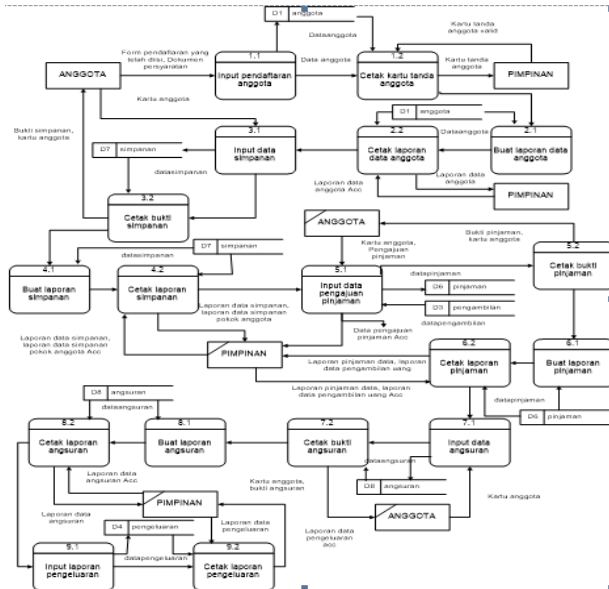 D1 anggota
Dataanggota
Kartu tanda
anggota valid
Form pendaftaran yang
telah diisi, Dokumen
persyaratan
1.1
Input pendaftaran
anggota
Data anggota
1.2
Cetak kartu tanda
anggota
Kartu tanda
anggota
ANGGOTA
PIMPINAN
Kartu anggota
D1 anggota
Bukti simpanan,
kartu anggota
3.1
Input data
simpanan
2.2
Cetak laporan
data anggota
Dataanggota
2.1
Buat laporan data
anggota
D7 simpanan
datasimpanan
Laporan data
anggota
Laporan data
anggota Acc
PIMPINAN
3.2
Cetak bukti
simpanan
ANGGOTA
Bukti pinjaman,
kartu anggota
D7 simpanan
datasimpanan
Kartu anggota,
Pengajuan
pinjaman
5.2
Cetak bukti
pinjaman
4.1
Buat laporan
simpanan
4.2
Cetak laporan
simpanan
5.1
Input data
pengajuan
pinjaman
datapinjaman
D6 pinjaman
D3 pengambilan
datapengambilan
Laporan data simpanan,
laporan data simpanan
pokok anggota
Data pengajuan
pinjaman Acc
Laporan data simpanan,
laporan data simpanan
pokok anggota Acc
PIMPINAN
Laporan pinjaman data, laporan
data pengambilan uang
6.2
Cetak laporan
pinjaman
6.1
Buat laporan
pinjaman
Laporan pinjaman data, laporan
data pengambilan uang Acc
D8 angsuran
dataangsuran
datapinjaman
D6 pinjaman
8.2
Cetak laporan
angsuran
8.1
Buat laporan
angsuran
7.2
Cetak bukti
angsuran
7.1
Input data
angsuran
dataangsuran
D8 angsuran
Laporan data
angsuran Acc
Kartu anggota,
bukti angsuran
Kartu anggota
Laporan data
angsuran
PIMPINAN
Laporan data
pengeluaran
ANGGOTA
D4 pengeluaran
Laporan data
pengeluaran
acc
9.1
Input laporan
pengeluaran
datapengeluaran
9.2
Cetak laporan
pengeluaran